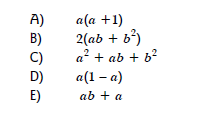 A) a(a +1)
B) 2(ab + b²)
C) a² + ab + b²
D) a(1 – a)
E) ab + a